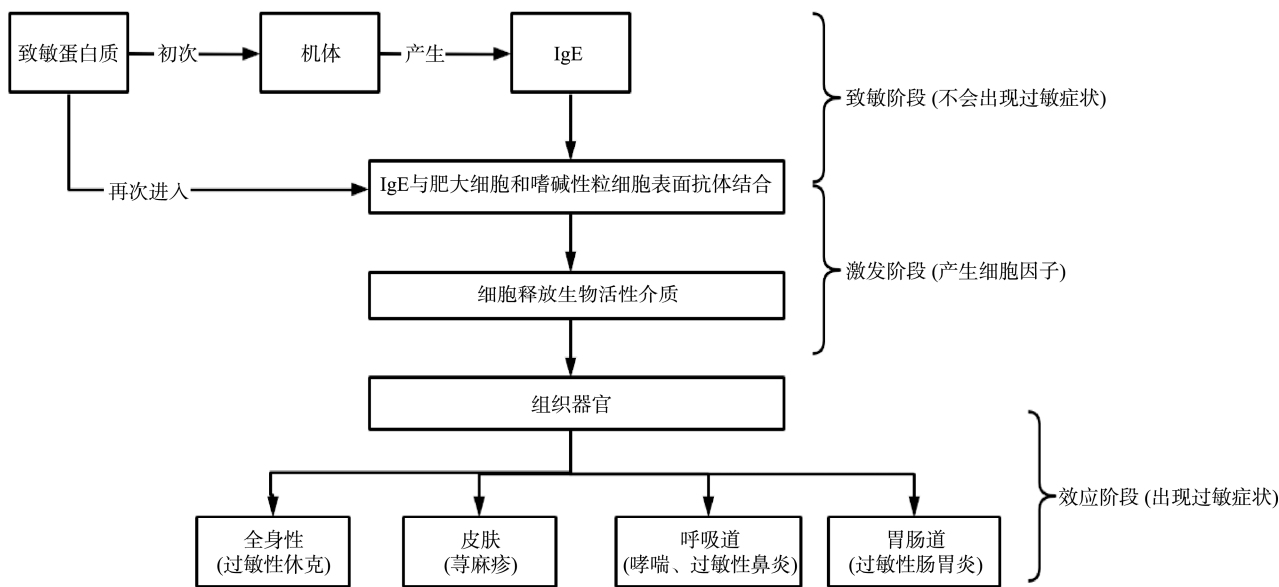 致敏蛋白质
初次
机体
产生
IgE
致敏阶段 (不会出现过敏症状)
再次进入
IgE与肥大细胞和嗜碱性粒细胞表面抗体结合
激发阶段 (产生细胞因子)
细胞释放生物活性介质
组织器官
效应阶段 (出现过敏症状)
全身性
(过敏性休克)
皮肤
(荨麻疹)
呼吸道
(哮喘、过敏性鼻炎)
胃肠道
(过敏性肠胃炎)